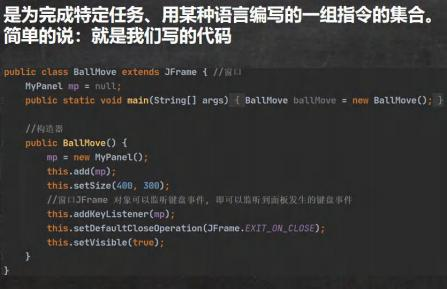 是为完成特定任务、用某种语言编写的一组指令的集合。
简单的说：就是我们写的代码
public class BallMove extends JFrame { //窗口
    MyPanel mp = null;
    public static void main(String[] args) { BallMove ballMove = new BallMove(); }
    //构造器
    public BallMove() {
        mp = new MyPanel();
        this.add(mp);
        this.setSize(400, 300);
        //窗口JFrame 对象可以监听键盘事件, 即可以监听到面板发生的键盘事件
        this.addKeyListener(mp);
        this.setDefaultCloseOperation(JFrame.EXIT_ON_CLOSE);
        this.setVisible(true);
    }
}